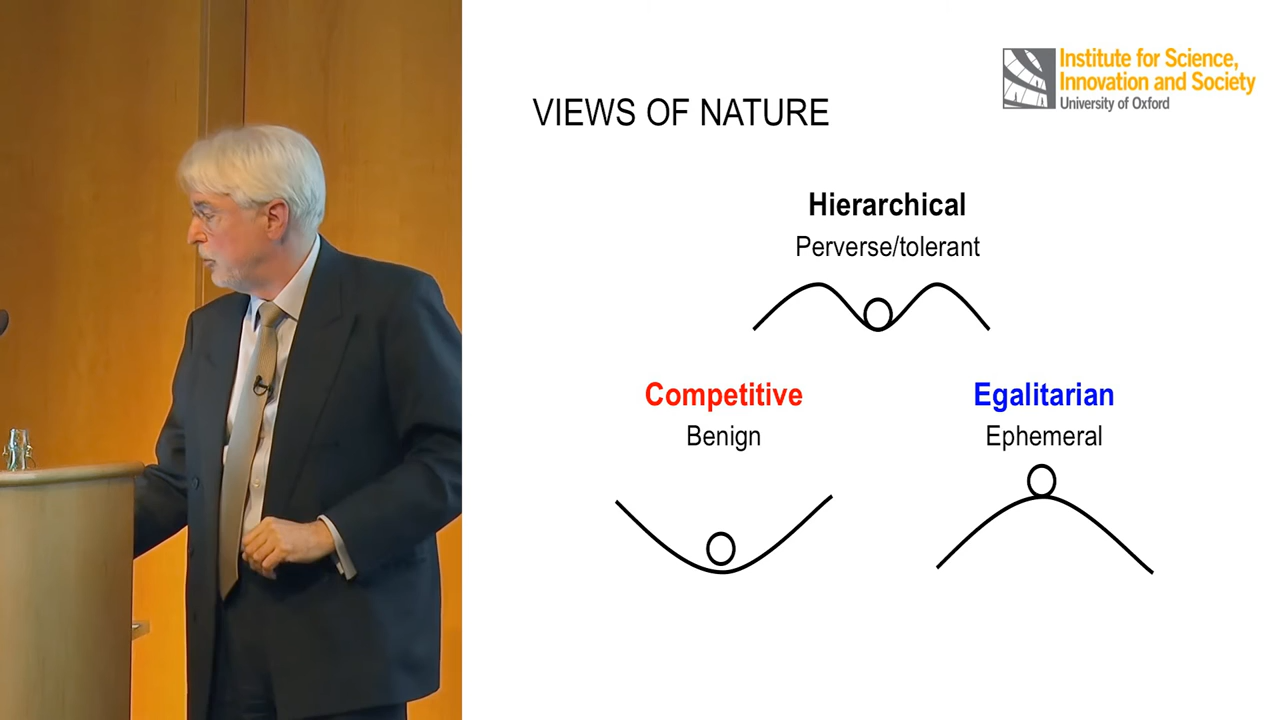 Institute for Science,
Innovation and Society
University of Oxford
VIEWS OF NATURE
Hierarchical
Perverse/tolerant
Competitive
Benign
Egalitarian
Ephemeral